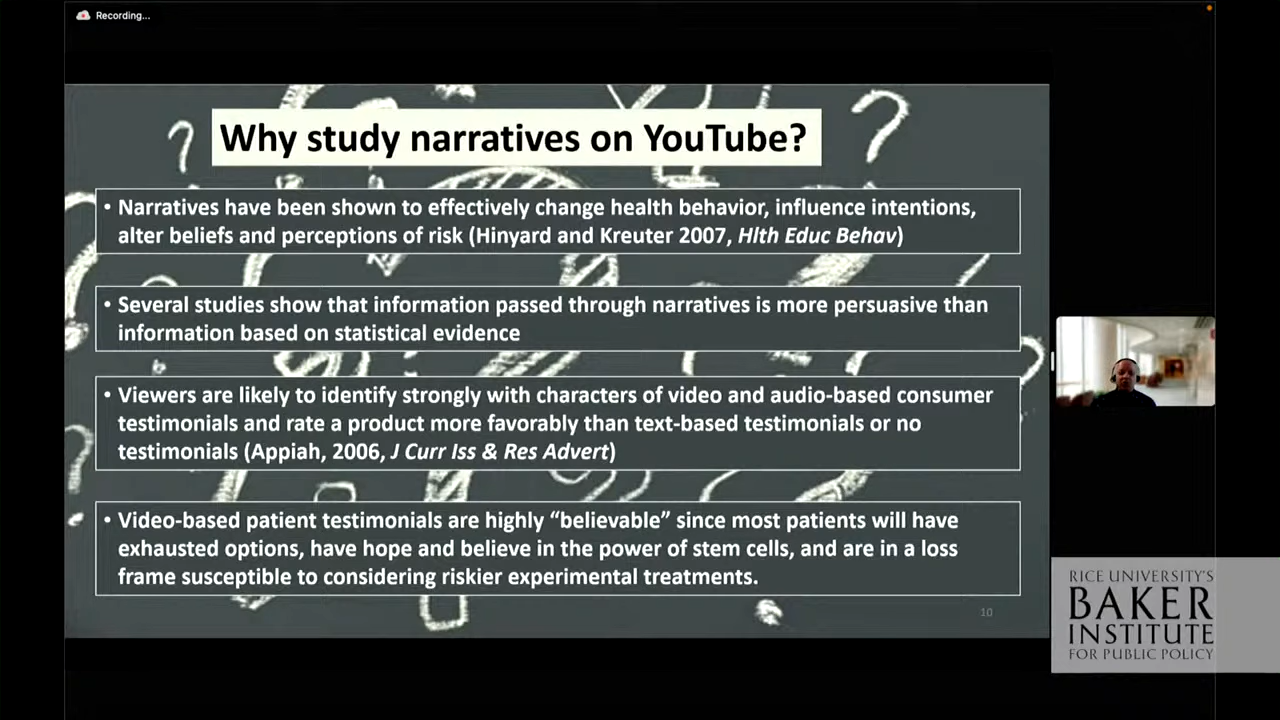 Recording...
Why study narratives on YouTube?
• Narratives have been shown to effectively change health behavior, influence intentions,
alter beliefs and perceptions of risk (Hinyard and Kreuter 2007, Hlth Educ Behav)
• Several studies show that information passed through narratives is more persuasive than
information based on statistical evidence
• Viewers are likely to identify strongly with characters of video and audio-based consumer
testimonials and rate a product more favorably than text-based testimonials or no
testimonials (Appiah, 2006, J Curr Iss & Res Advert)
• Video-based patient testimonials are highly “believable” since most patients will have
exhausted options, have hope and believe in the power of stem cells, and are in a loss
frame susceptible to considering riskier experimental treatments.
10
RICE UNIVERSITY'S
BAKER
INSTITUTE
FOR PUBLIC POLICY